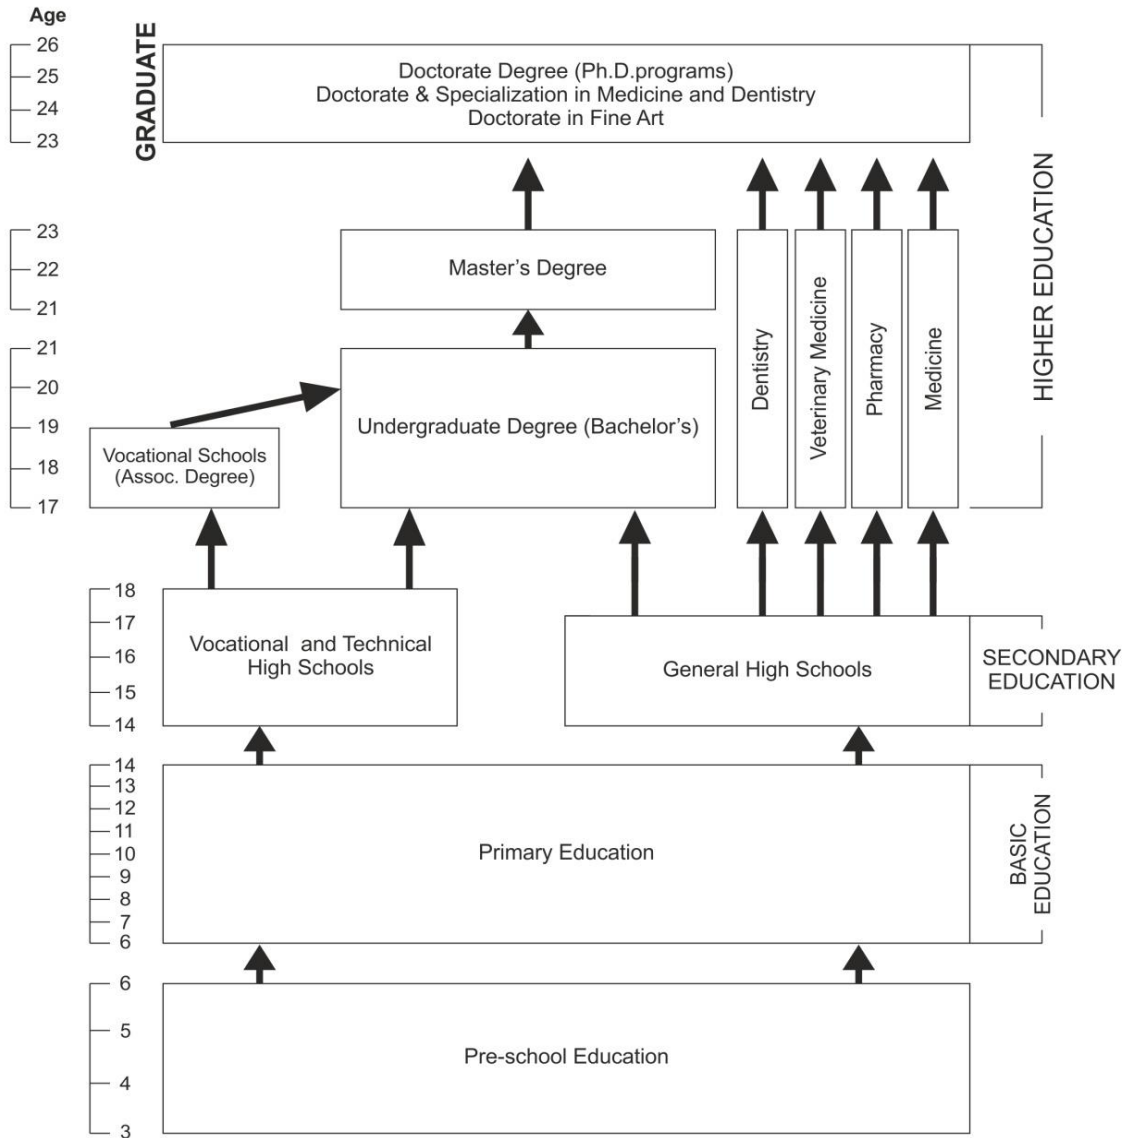 Age
26
25
24
23
GRADUATE
Doctorate Degree (Ph.D.programs)
Doctorate & Specialization in Medicine and Dentistry
Doctorate in Fine Art
HIGHER EDUCATION
23
22
21
Master's Degree
21
20
19
18
17
Vocational Schools
(Assoc. Degree)
Undergraduate Degree (Bachelor's)
Dentistry
Veterinary Medicine
Pharmacy
Medicine
18
17
16
15
14
Vocational and Technical
High Schools
General High Schools
SECONDARY
EDUCATION
14
13
12
11
10
9
8
7
6
Primary Education
BASIC
EDUCATION
6
5
4
3
Pre-school Education